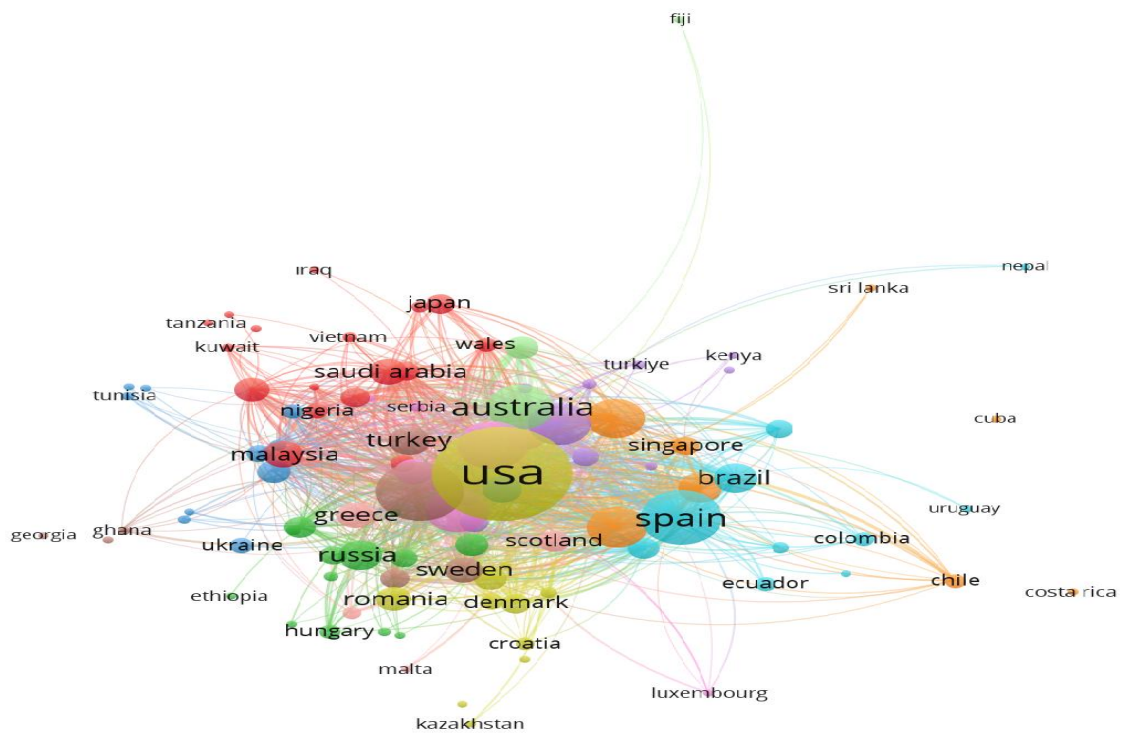 fiji
nepal
sri lanka
iraq
japan
tanzania
vietnam
wales
kuwait
turkiye
kenya
saudi arabia
tunisia
nigeria
serbia
australia
cuba
turkey
singapore
malaysia
usa
brazil
uruguay
greece
spain
georgia
ghana
ukraine
scotland
colombia
russia
sweden
ecuador
chile
ethiopia
romania
denmark
costa rica
hungary
croatia
malta
luxembourg
kazakhstan